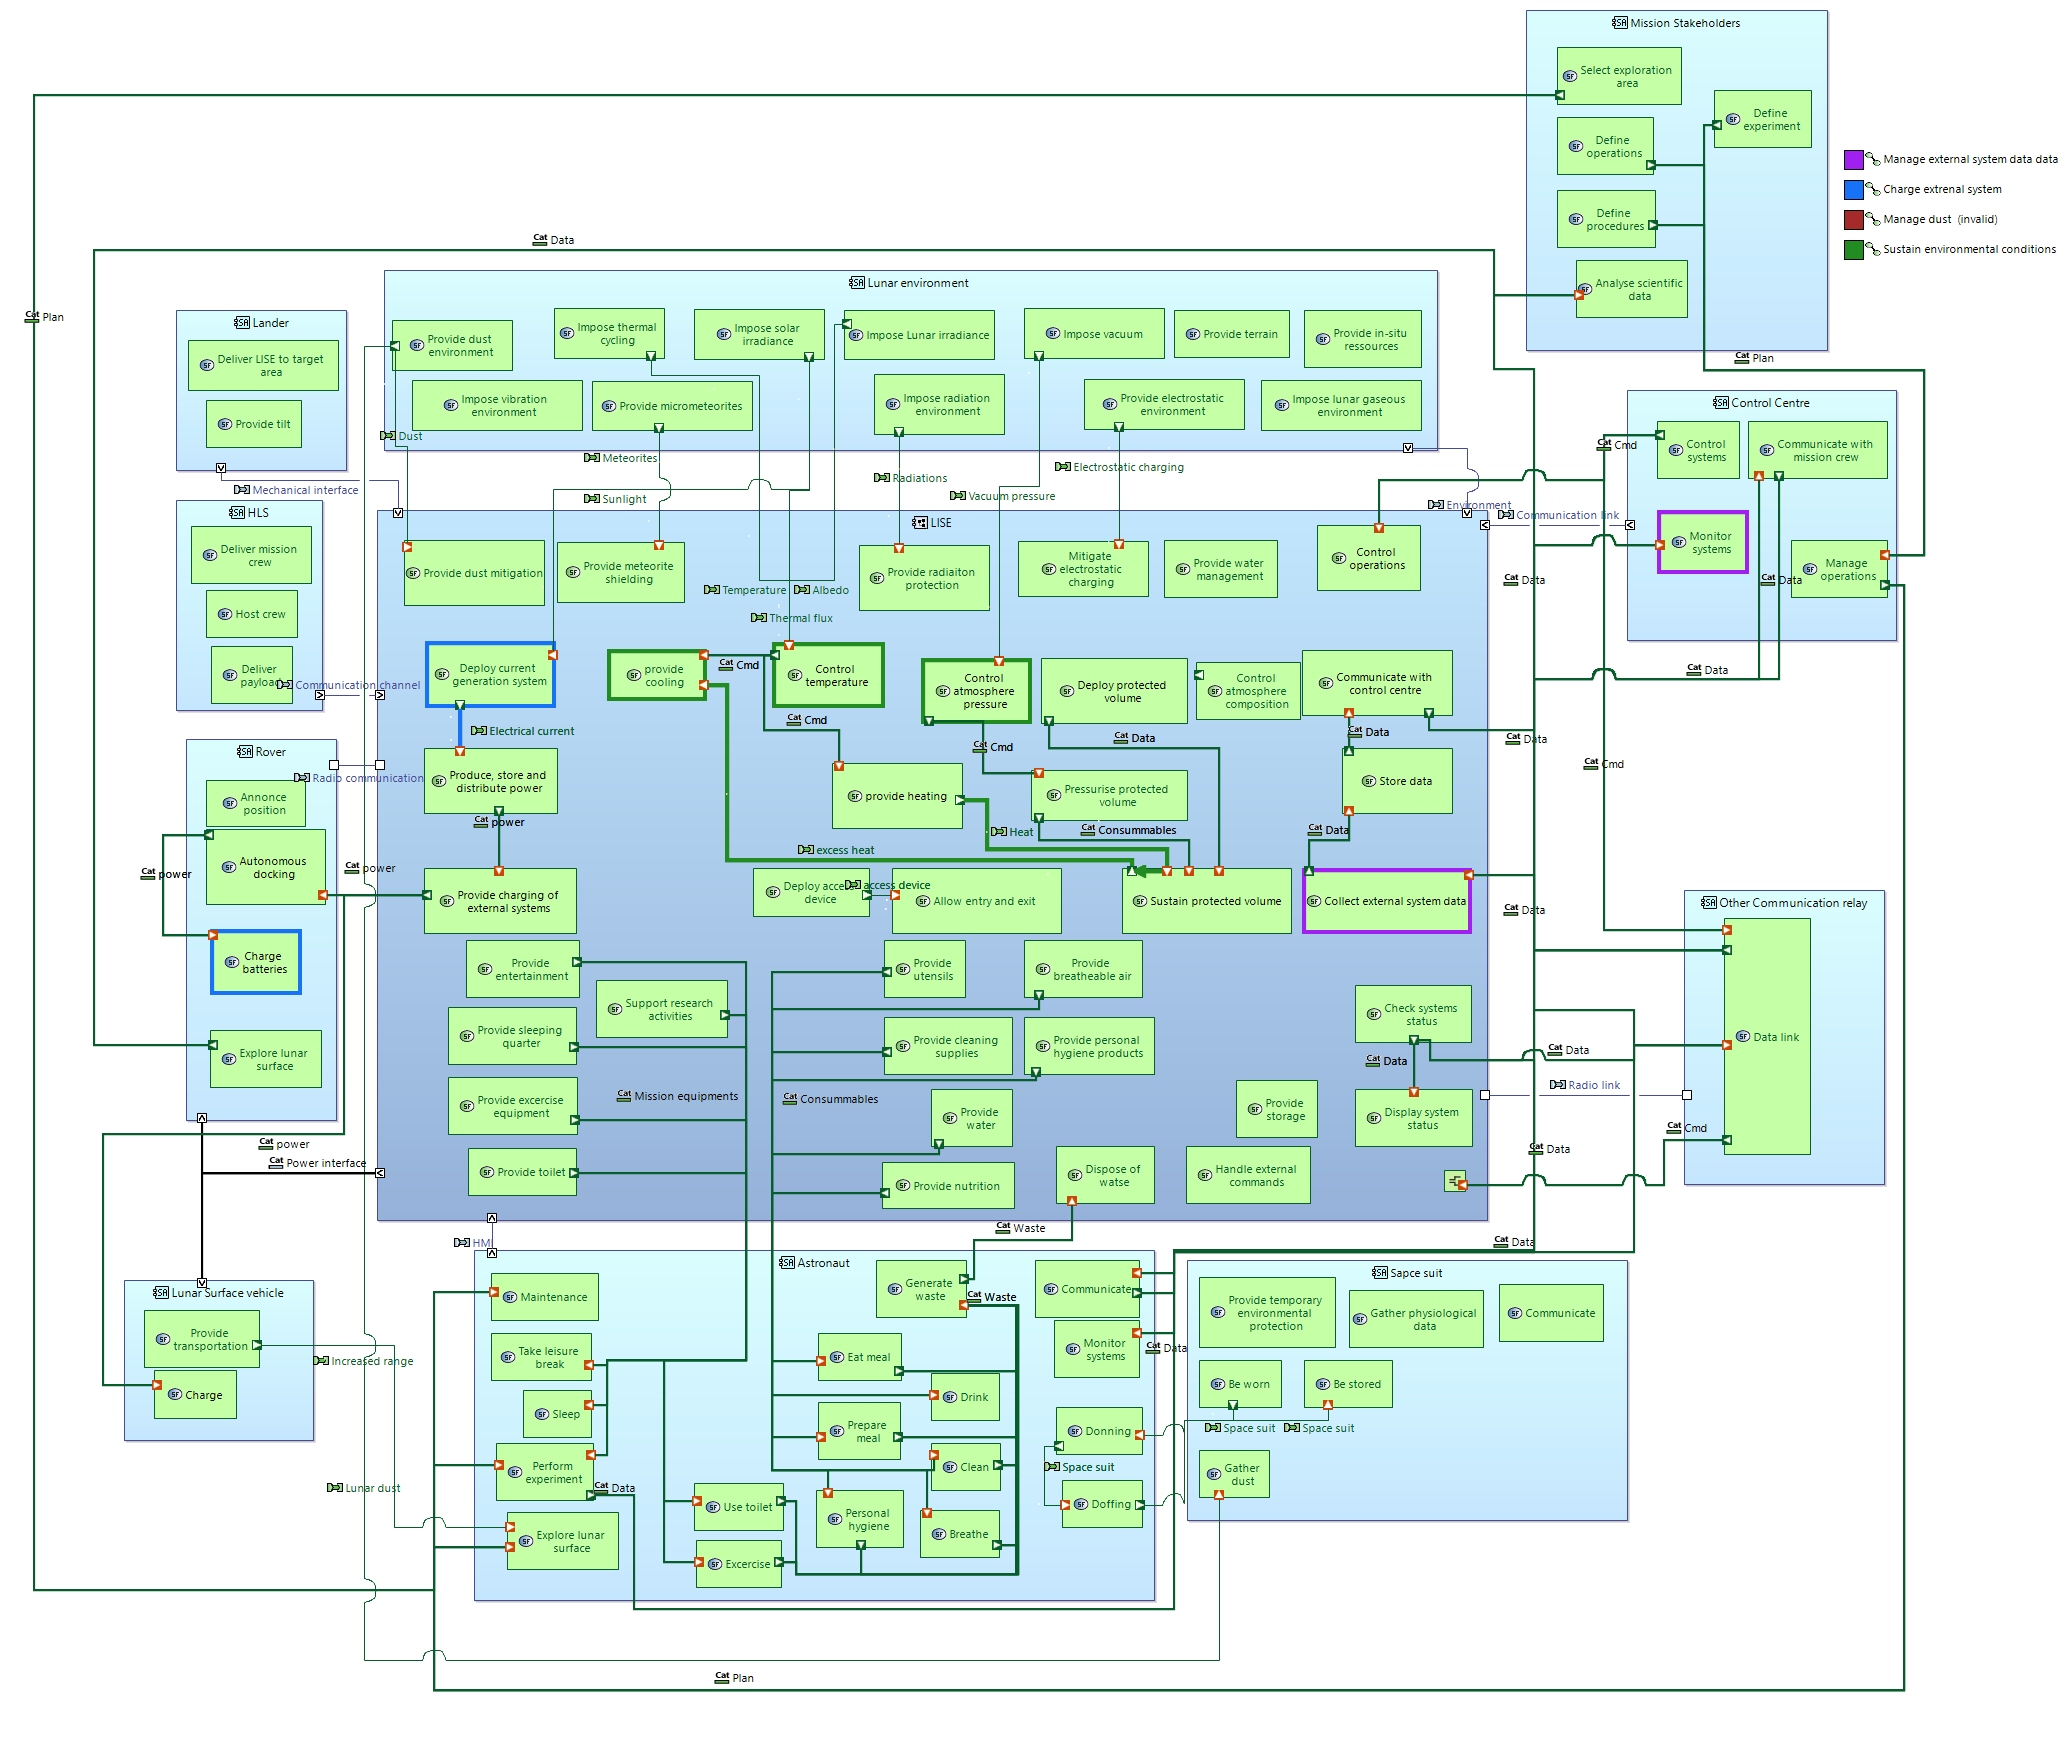 Mission Stakeholders
Select exploration
area
Define
experiment
Define
operations
Define
procedures
Analyse scientific
data
Manage external system data data
Charge extrenal system
Manage dust  (invalid)
Sustain environmental conditions
Cat Data
Cat Plan
Cat Plan
Lunar environment
Provide dust
environment
Impose thermal
cycling
Impose solar
irradiance
Impose Lunar irradiance
Impose vacuum
Provide terrain
Provide in-situ
ressources
Impose vibration
environment
Provide micrometeorites
Impose radiation
environment
Provide electrostatic
environment
Impose lunar gaseous
environment
Lander
Deliver LISE to target
area
Provide tilt
Dust
Meteorites
Sunlight
Radiations
Vacuum pressure
Electrostatic charging
Environment
Communication link
Mechanical interface
Control Centre
Control
systems
Communicate with
mission crew
Monitor
systems
Manage
operations
Cat Cmd
Cat Data
Cat Data
Cat Data
HLS
Deliver mission
crew
Host crew
Deliver
payload
Communication channel
LISE
Provide dust mitigation
Provide meteorite
shielding
Provide radiaiton
protection
Mitigate
electrostatic
charging
Provide water
management
Control
operations
Temperature
Albedo
Thermal flux
Deploy current
generation system
provide
cooling
Cat Cmd
Control
temperature
Control
atmosphere
pressure
Deploy protected
volume
Control
atmosphere
composition
Communicate with
control centre
Electrical current
Cat Cmd
Cat Cmd
Cat Data
Cat Data
Cat Data
Cat Cmd
Produce, store and
distribute power
provide heating
Pressurise protected
volume
Store data
Cat power
Heat
Cat Consummables
Cat Data
excess heat
Rover
Radio communication
Annonce
position
Autonomous
docking
Cat power
Cat power
Charge
batteries
Explore lunar
surface
Provide charging of
external systems
Deploy access
device
access device
Allow entry and exit
Sustain protected volume
Collect external system data
Cat Data
Other Communication relay
Data link
Provide
entertainment
Support research
activities
Provide sleeping
quarter
Provide excercise
equipment
Provide toilet
Cat Mission equipments
Provide
utensils
Provide
breatheable air
Provide cleaning
supplies
Provide personal
hygiene products
Cat Consummables
Provide
water
Provide nutrition
Dispose of
watse
Provide
storage
Handle external
commands
Check systems
status
Cat Data
Display system
status
Cat Data
Radio link
Cat Cmd
Cat Data
Cat power
Cat Power interface
Cat Waste
HMI
Cat Data
Lunar Surface vehicle
Provide
transportation
Charge
Increased range
Lunar dust
Astronaut
Maintenance
Take leisure
break
Sleep
Perform
experiment
Cat Data
Explore lunar
surface
Use toilet
Excercise
Generate
waste
Cat Waste
Eat meal
Drink
Prepare
meal
Clean
Personal
hygiene
Breathe
Communicate
Monitor
systems
Cat Data
Donning
Space suit
Doffing
Sapce suit
Provide temporary
environmental
protection
Gather physiological
data
Communicate
Be worn
Be stored
Space suit
Space suit
Gather
dust
Cat Plan